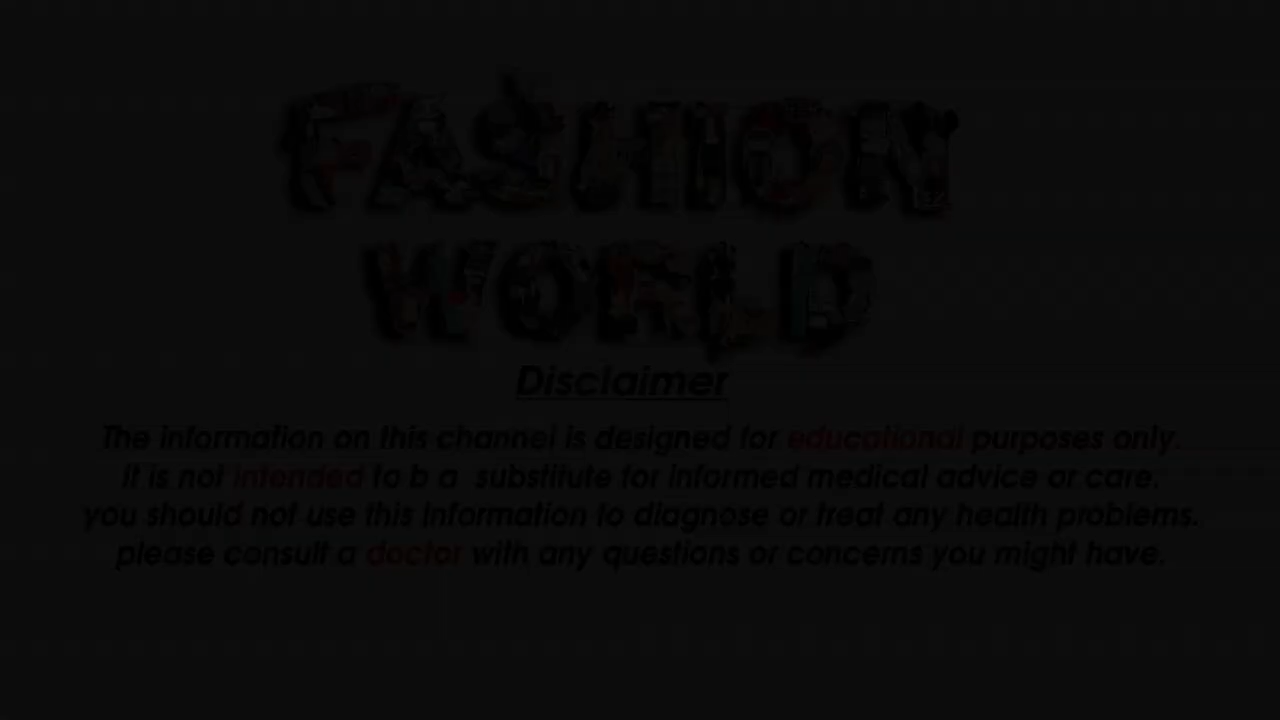 FASHION
WORLD
Disclaimer
The information on this channel is designed for educational purposes only.
It is not intended to b a substitute for informed medical advice or care.
you should not use this information to diagnose or treat any health problems.
please consult a doctor with any questions or concerns you might have.